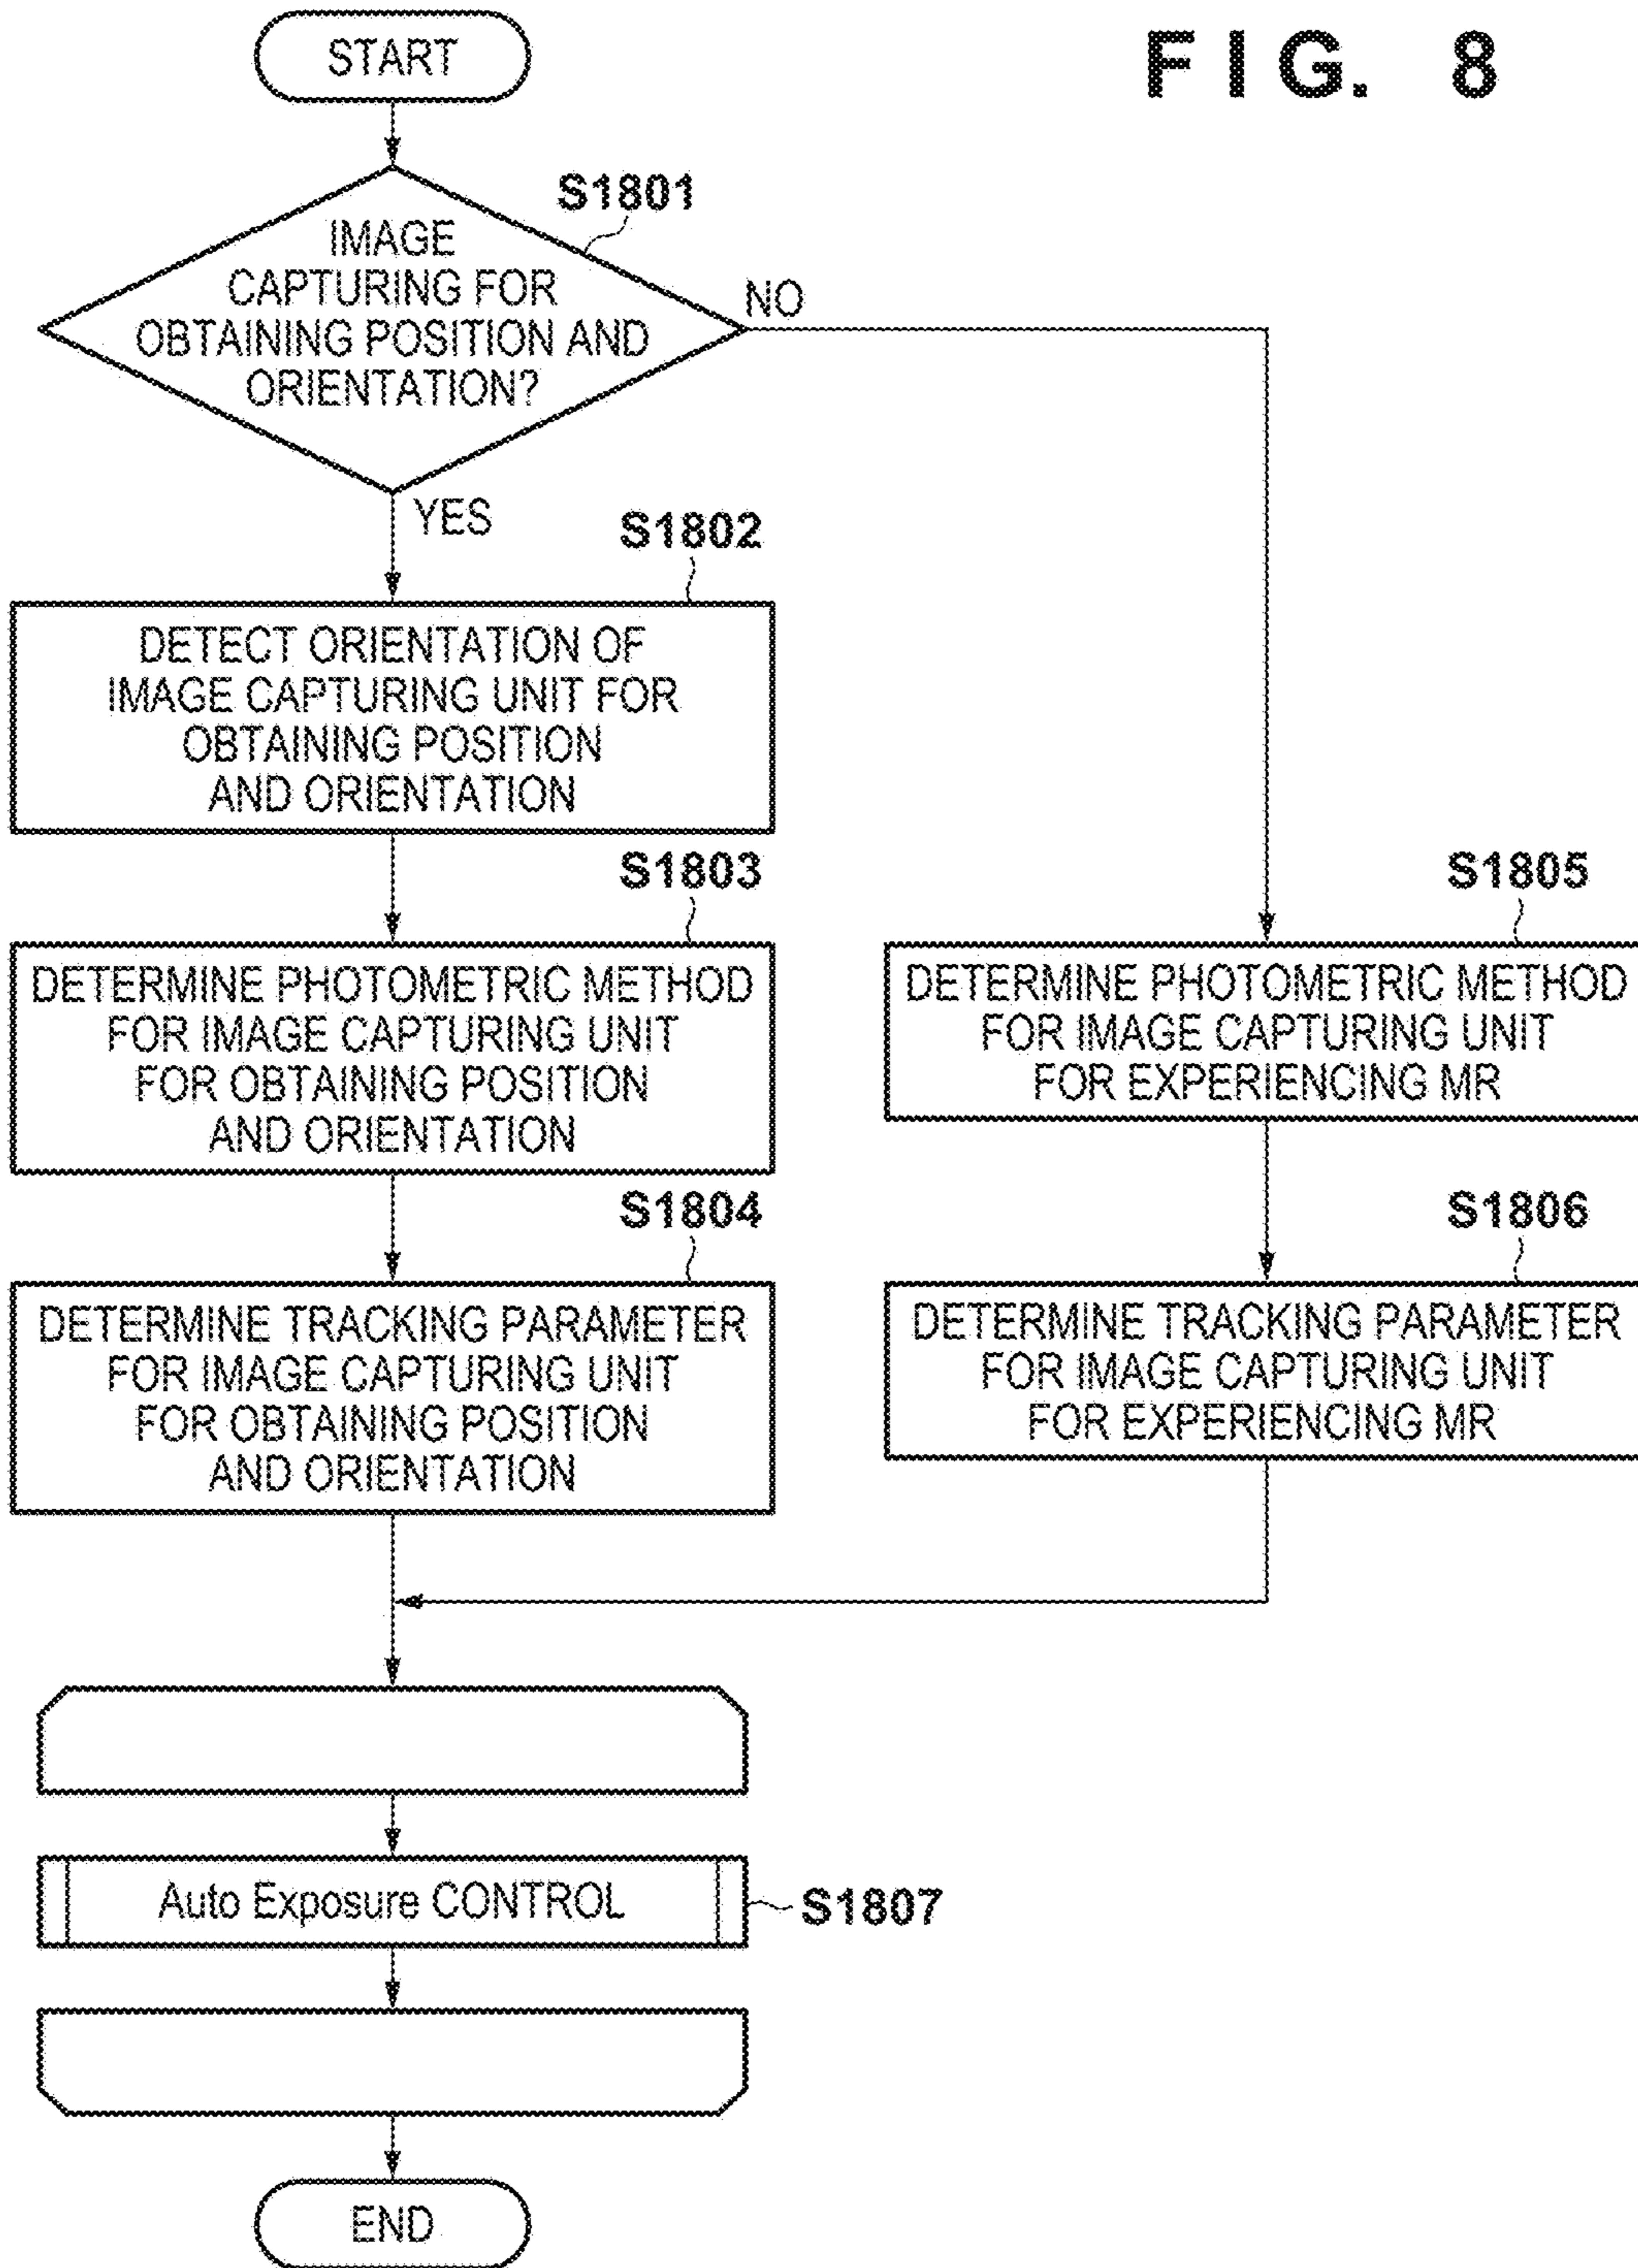 FIG. 8
START
S1801
IMAGE
CAPTURING FOR
OBTAINING POSITION AND
ORIENTATION?
NO
YES
S1802
DETECT ORIENTATION OF
IMAGE CAPTURING UNIT FOR
OBTAINING POSITION
AND ORIENTATION
S1803
DETERMINE PHOTOMETRIC METHOD
FOR IMAGE CAPTURING UNIT
FOR OBTAINING POSITION
AND ORIENTATION
S1805
DETERMINE PHOTOMETRIC METHOD
FOR IMAGE CAPTURING UNIT
FOR EXPERIENCING MR
S1804
DETERMINE TRACKING PARAMETER
FOR IMAGE CAPTURING UNIT
FOR OBTAINING POSITION
AND ORIENTATION
S1806
DETERMINE TRACKING PARAMETER
FOR IMAGE CAPTURING UNIT
FOR EXPERIENCING MR
Auto Exposure CONTROL
S1807
END